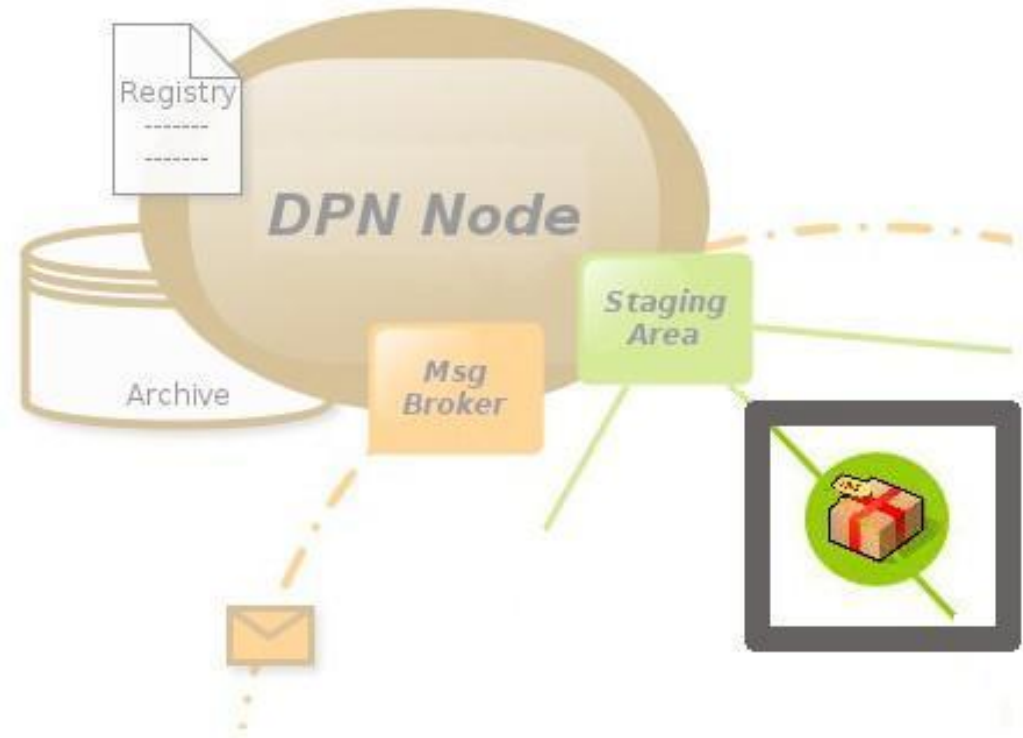 Registry
-------
-------
DPN Node
Staging
Area
Msg
Broker
Archive